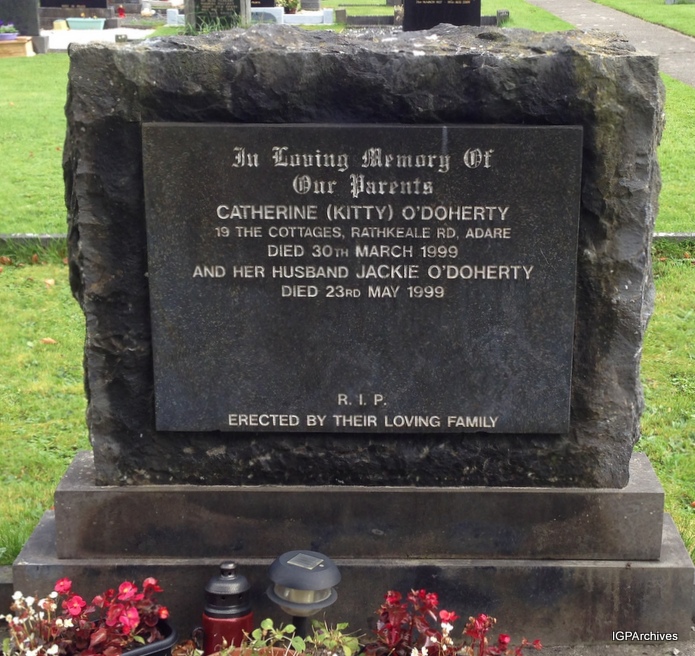 In Loving Memory Of
Our Parents
CATHERINE (KITTY) O'DOHERTY
19 THE COTTAGES, RATHKEALE RD, ADARE
DIED 30TH MARCH 1999
AND HER HUSBAND JACKIE O'DOHERTY
DIED 23RD MAY 1999
R. I. P.
ERECTED BY THEIR LOVING FAMILY
IGPArchives